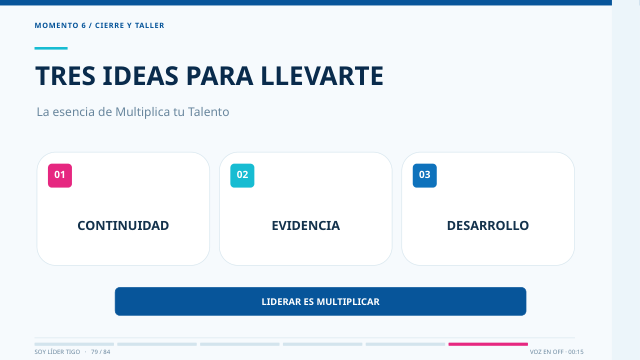 MOMENTO 6 / CIERRE Y TALLER
TRES IDEAS PARA LLEVARTE
La esencia de Multiplica tu Talento
01
CONTINUIDAD
02
EVIDENCIA
03
DESARROLLO
LIDERAR ES MULTIPLICAR
SOY LÍDER TIGO · 79 / 84
VOZ EN OFF · 00:15